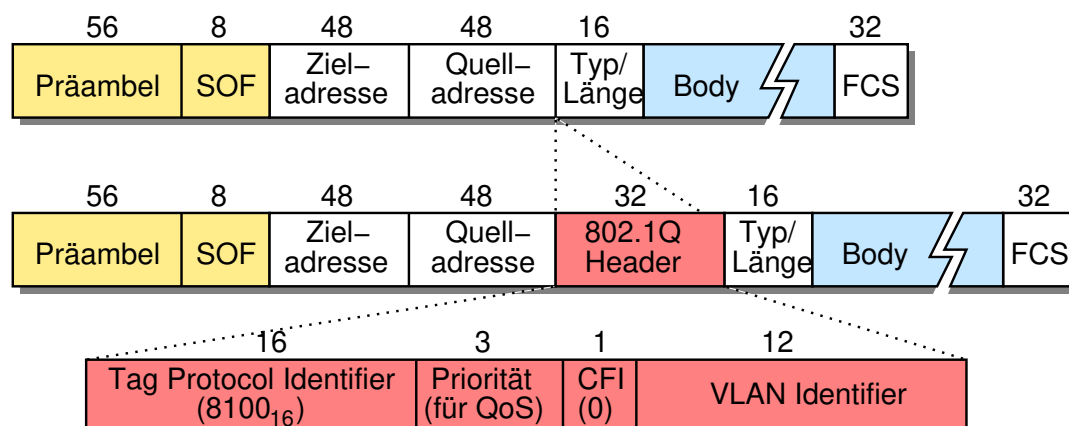 56 8 48 48 16 32
Präambel SOF Ziel–adresse Quell–adresse Typ/Länge Body FCS
56 8 48 48 32 16 32
Präambel SOF Ziel–adresse Quell–adresse 802.1Q Header Typ/Länge Body FCS
16 3 1 12
Tag Protocol Identifier (8100₁₆) Priorität (für QoS) CFI (0) VLAN Identifier